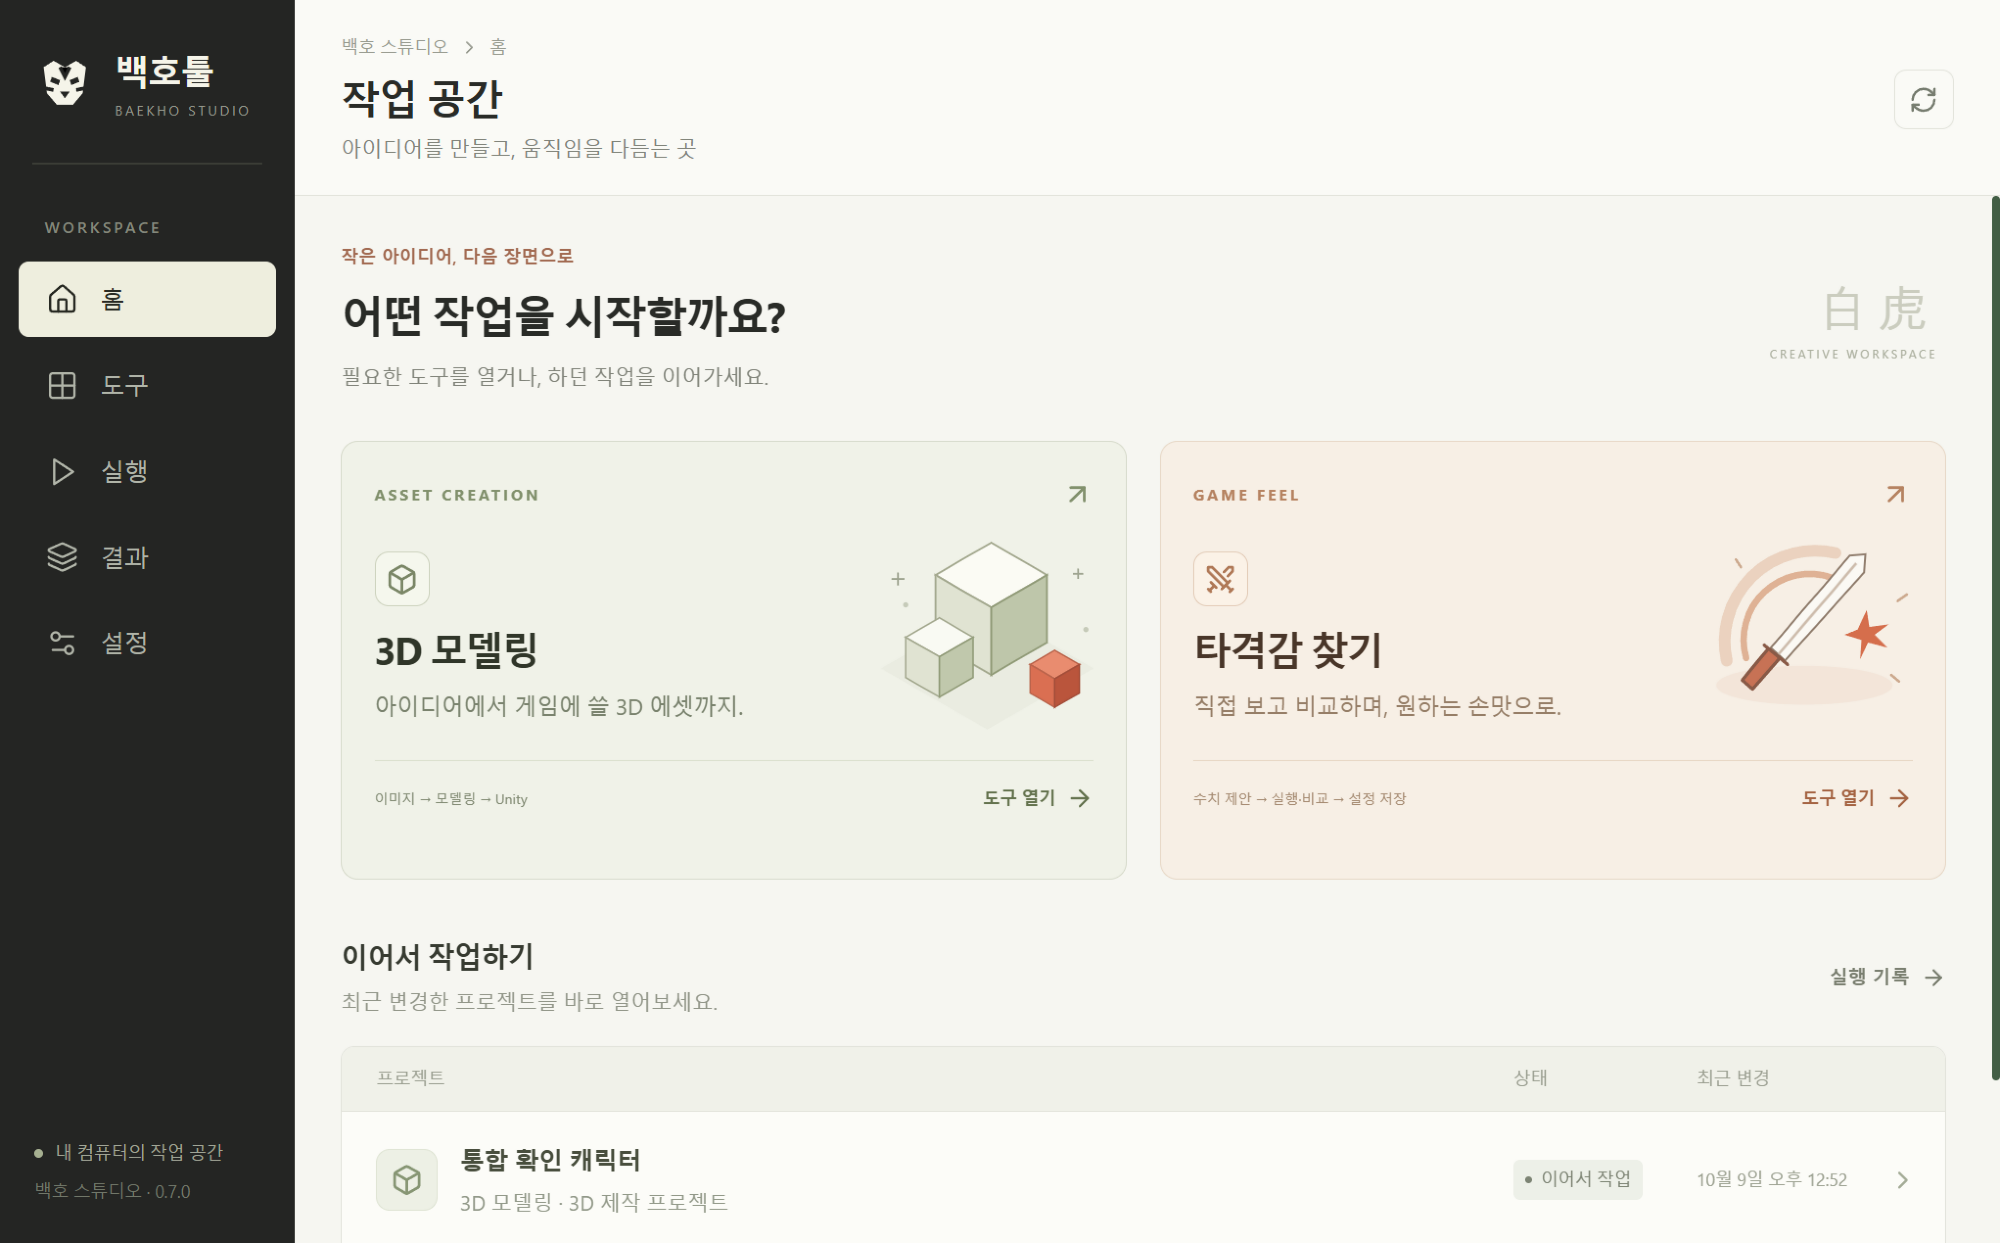 백호툴
BAEKHO STUDIO
WORKSPACE
홈
도구
실행
결과
설정
내 컴퓨터의 작업 공간
백호 스튜디오 · 0.7.0
백호 스튜디오 > 홈
작업 공간
아이디어를 만들고, 움직임을 다듬는 곳
작은 아이디어, 다음 장면으로
어떤 작업을 시작할까요?
필요한 도구를 열거나, 하던 작업을 이어가세요.
白虎
CREATIVE WORKSPACE
ASSET CREATION
3D 모델링
아이디어에서 게임에 쓸 3D 에셋까지.
이미지 → 모델링 → Unity
도구 열기 →
GAME FEEL
타격감 찾기
직접 보고 비교하며, 원하는 손맛으로.
수치 제안 → 실행·비교 → 설정 저장
도구 열기 →
이어서 작업하기
최근 변경한 프로젝트를 바로 열어보세요.
실행 기록 →
프로젝트 상태 최근 변경
통합 확인 캐릭터
3D 모델링 · 3D 제작 프로젝트
이어서 작업
10월 9일 오후 12:52